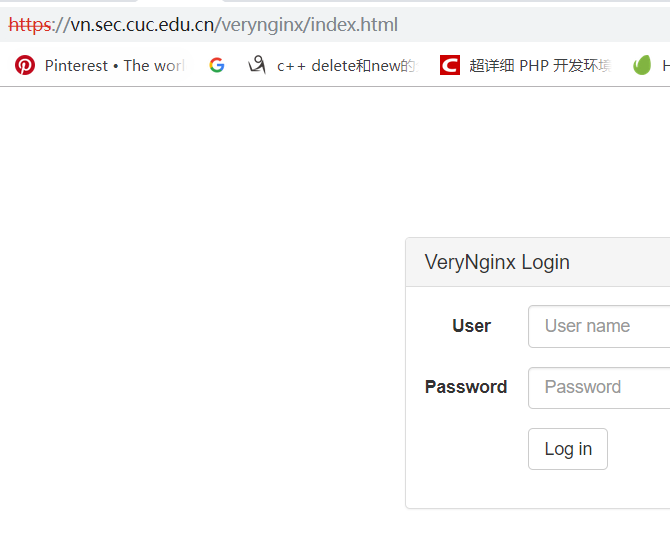 https://vn.sec.cuc.edu.cn/verynginx/index.html
Pinterest • The worl c++ delete和new的 超详细 PHP 开发环境 H
VeryNginx Login
User User name
Password Password
Log in